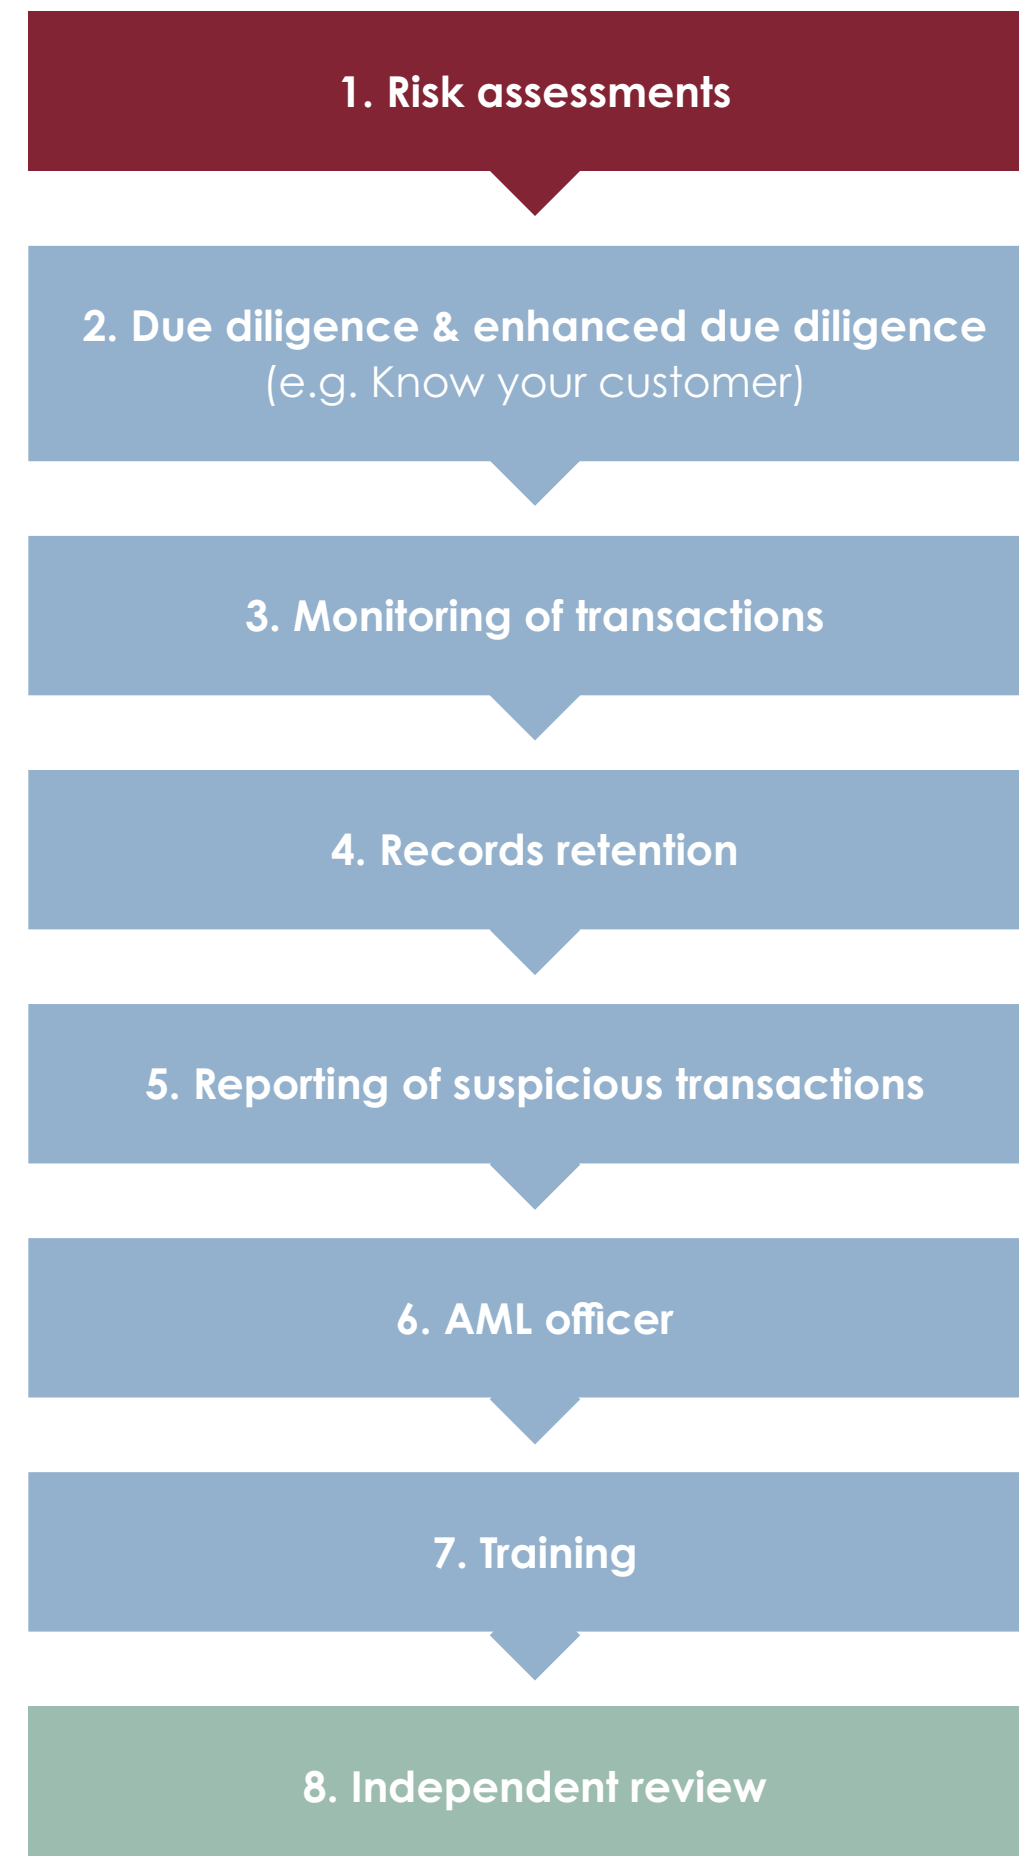 1. Risk assessments
2. Due diligence & enhanced due diligence
(e.g. Know your customer)
3. Monitoring of transactions
4. Records retention
5. Reporting of suspicious transactions
6. AML officer
7. Training
8. Independent review